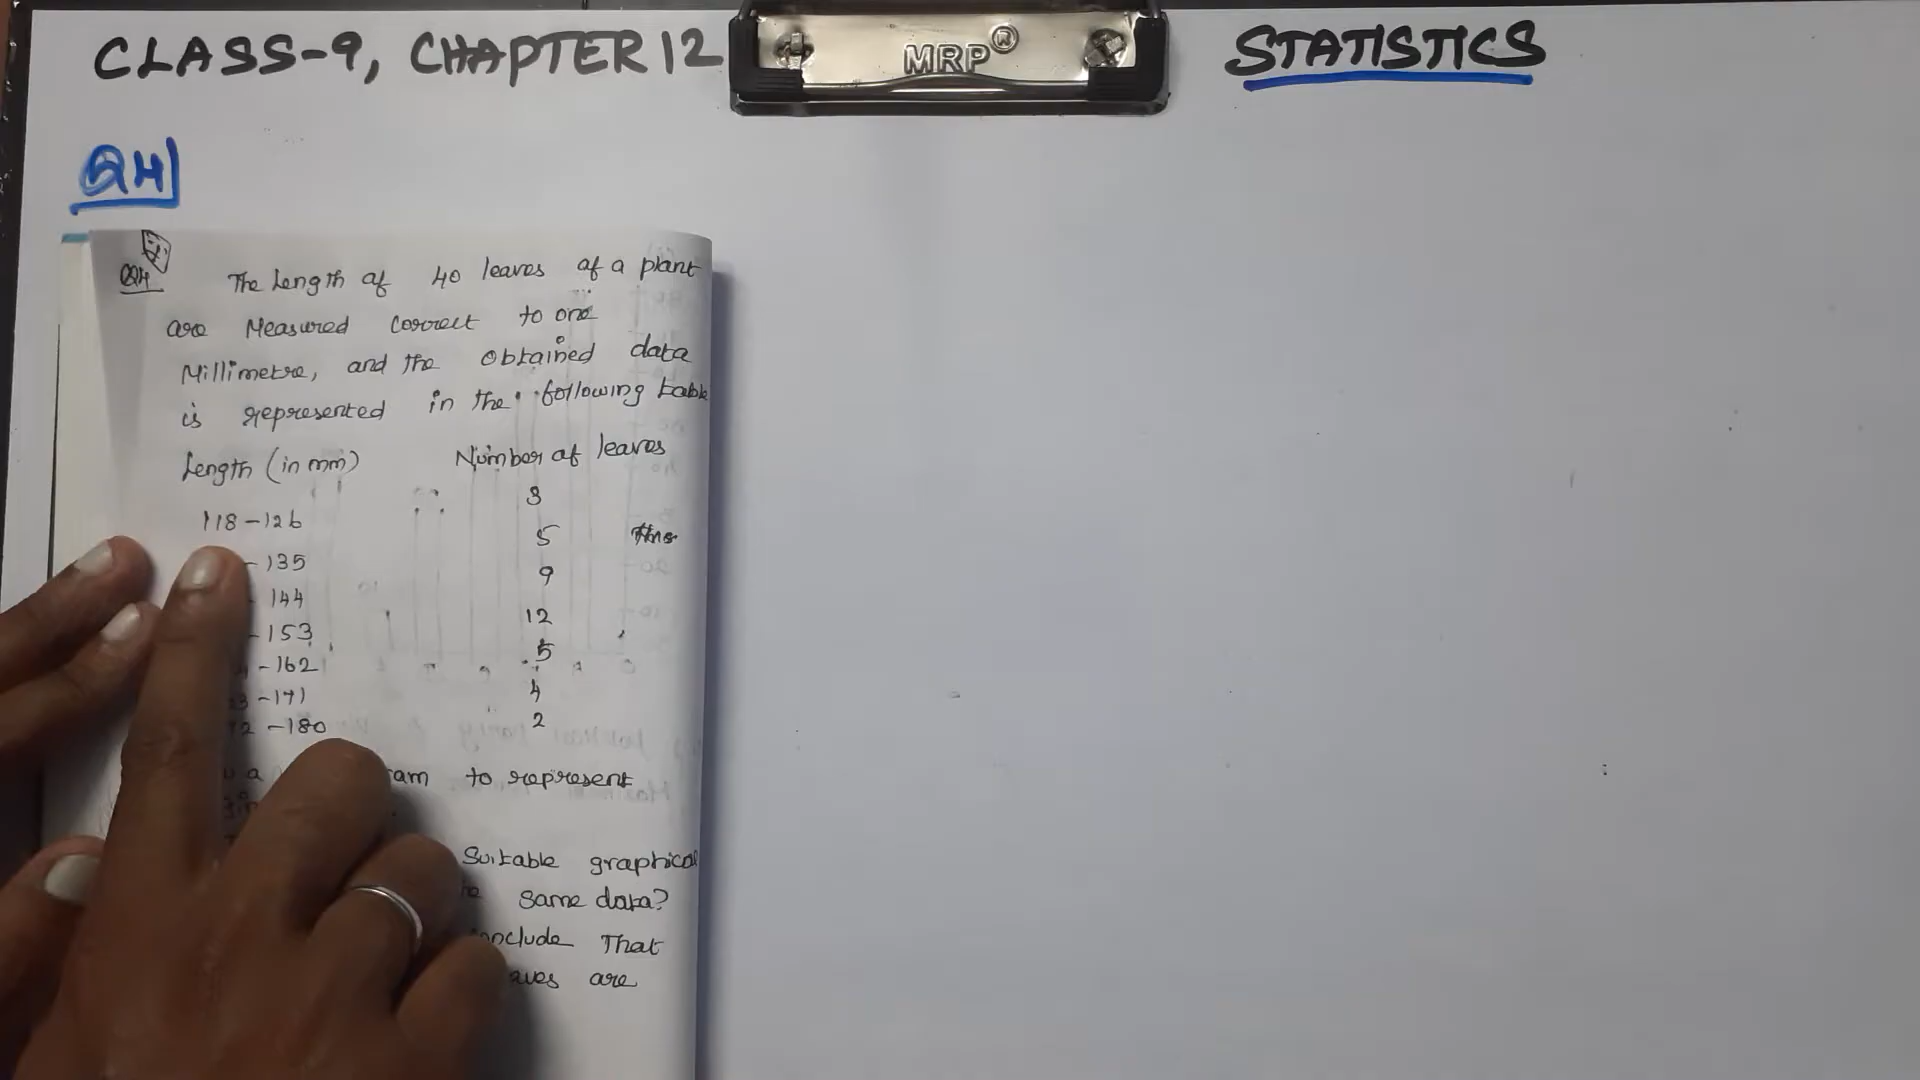 CLASS-9, CHAPTER 12
MRP®
STATISTICS
Q4
Q4 The Length of 40 leaves of a plant
are Measured correct to one
Millimetre, and the obtained data
is represented in the following table
Length (in mm) Number of leaves
118-126 3
-135 5
-144 9
-153 12
-162 5
-171 4
-180 2
to represent
Suitable graphical
same data?
That
are